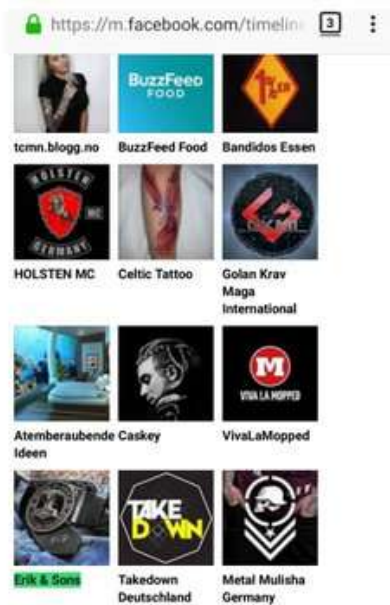 https://m.facebook.com/timelin
3
BuzzFeed
FOOD
1%ER
tcmn.blogg.no
BuzzFeed Food
Bandidos Essen
HOLSTEN
MC
GERMANY
HOLSTEN MC
Celtic Tattoo
Golan Krav
Maga
International
M
VIVA LA MOPPED
Atemberaubende
Ideen
Caskey
VivaLaMopped
TAKE
DOWN
Erik & Sons
Takedown
Deutschland
Metal Mulisha
Germany